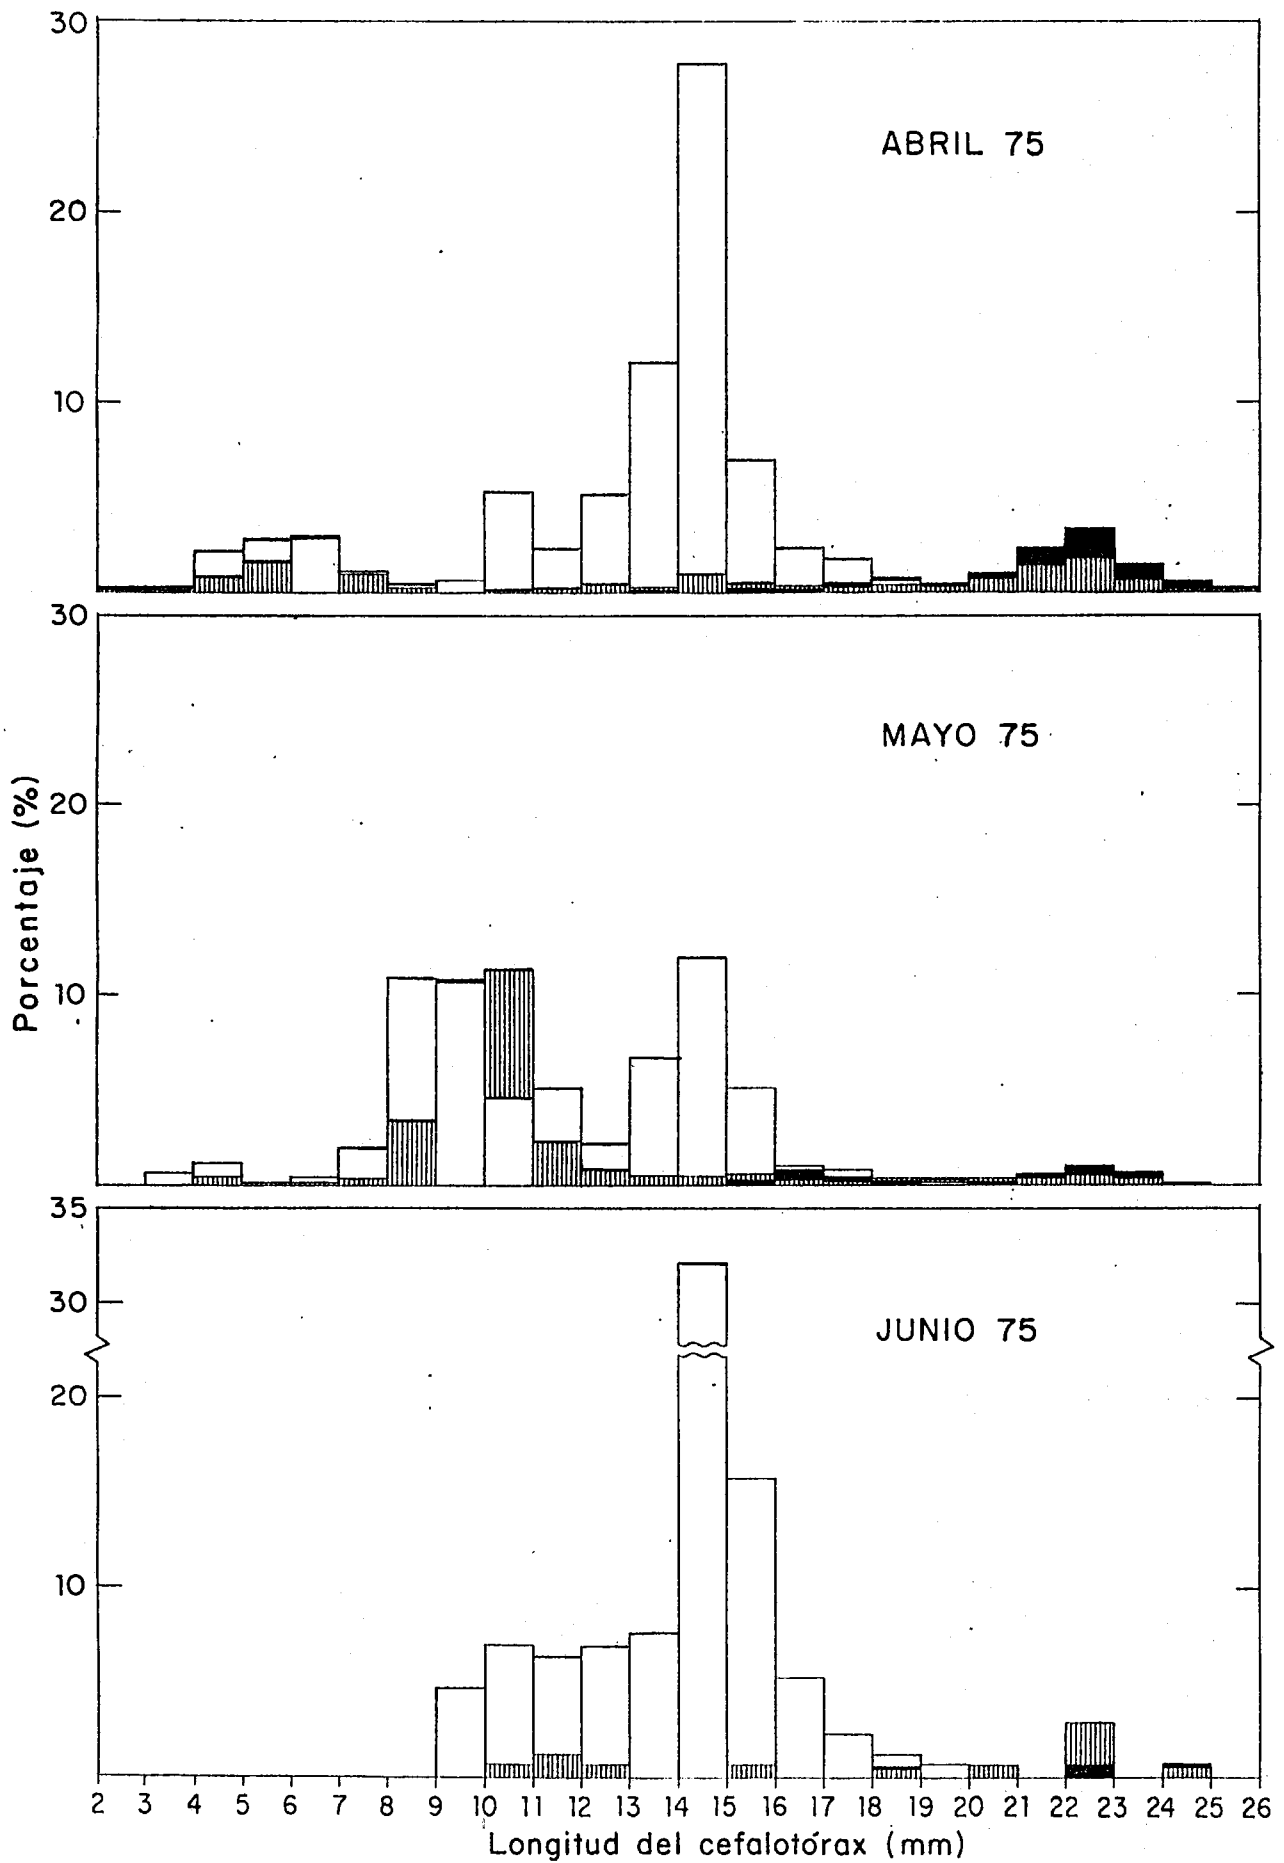 30
ABRIL 75
20
10
30
MAYO 75
20
10
Porcentaje (%)
35
30
JUNIO 75
20
10
2 3 4 5 6 7 8 9 10 11 12 13 14 15 16 17 18 19 20 21 22 23 24 25 26
Longitud del cefalotórax (mm)